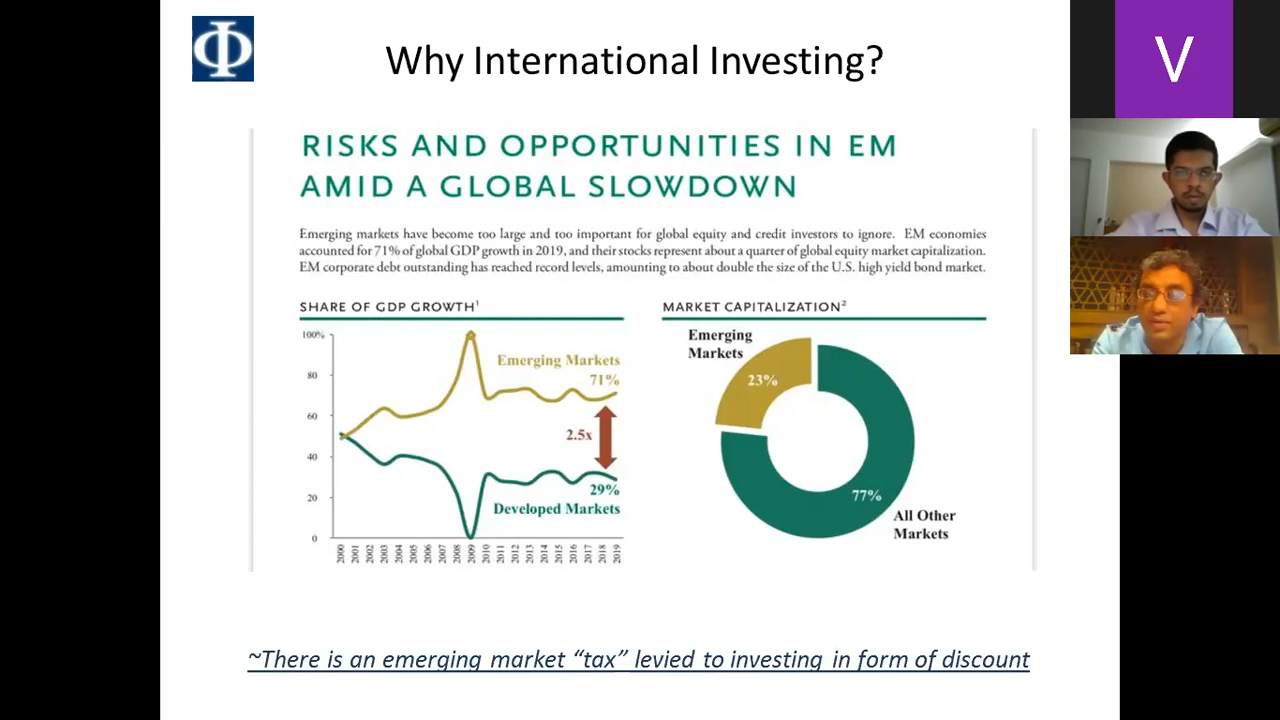 Why International Investing?
V
RISKS AND OPPORTUNITIES IN EM
AMID A GLOBAL SLOWDOWN
Emerging markets have become too large and too important for global equity and credit investors to ignore. EM economies
accounted for 71% of global GDP growth in 2019, and their stocks represent about a quarter of global equity market capitalization.
EM corporate debt outstanding has reached record levels, amounting to about double the size of the U.S. high yield bond market.
SHARE OF GDP GROWTH¹
100%
80
60
40
20
0
Emerging Markets
71%
2.5x
29%
Developed Markets
2000 2001 2002 2003 2004 2005 2006 2007 2008 2009 2010 2011 2012 2013 2014 2015 2016 2017 2018 2019
MARKET CAPITALIZATION²
Emerging
Markets
23%
77%
All Other
Markets
~There is an emerging market “tax” levied to investing in form of discount